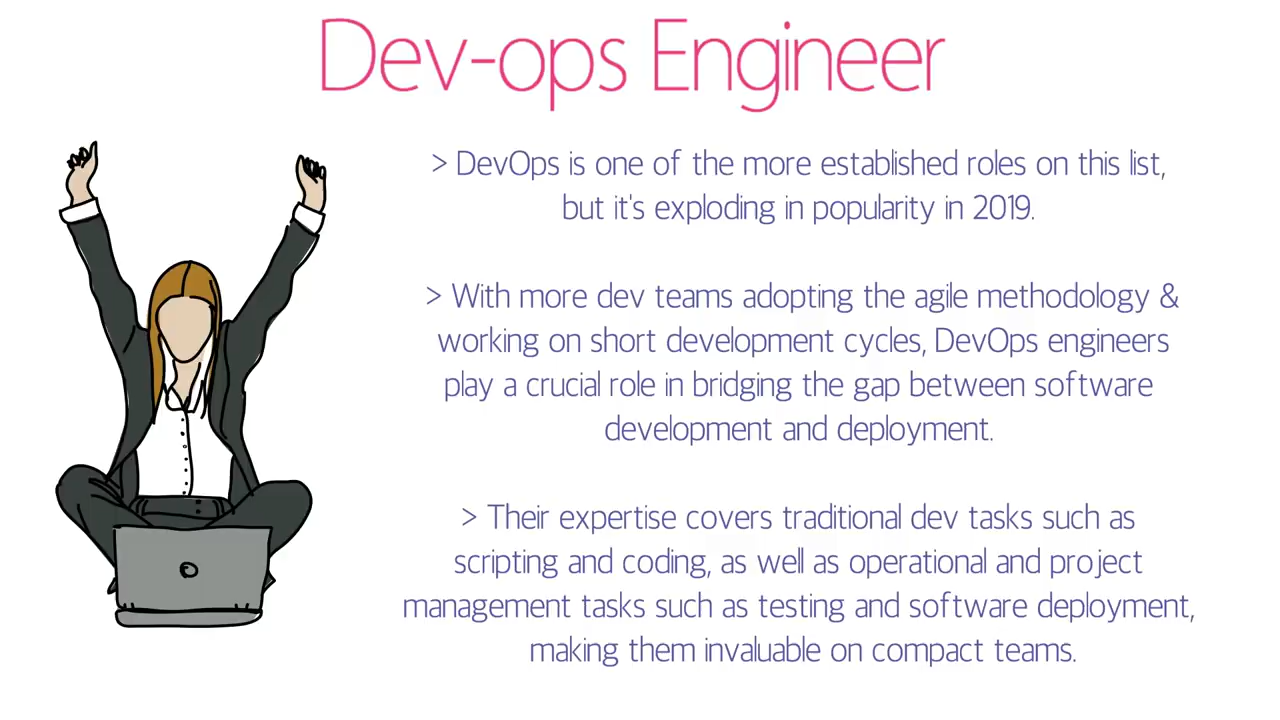 Dev-ops Engineer
> DevOps is one of the more established roles on this list,
but it's exploding in popularity in 2019.
> With more dev teams adopting the agile methodology &
working on short development cycles, DevOps engineers
play a crucial role in bridging the gap between software
development and deployment.
> Their expertise covers traditional dev tasks such as
scripting and coding, as well as operational and project
management tasks such as testing and software deployment,
making them invaluable on compact teams.